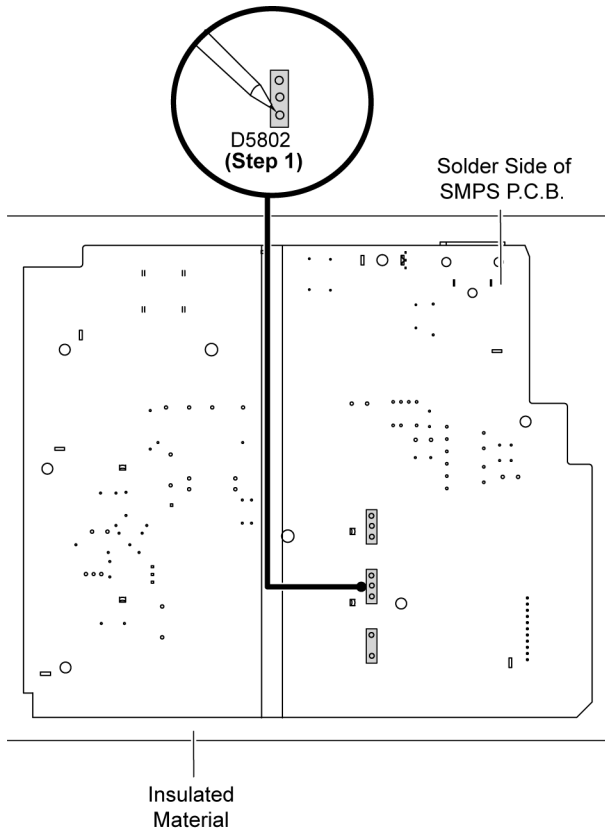 D5802
(Step 1)
Solder Side of
SMPS P.C.B.
Insulated
Material